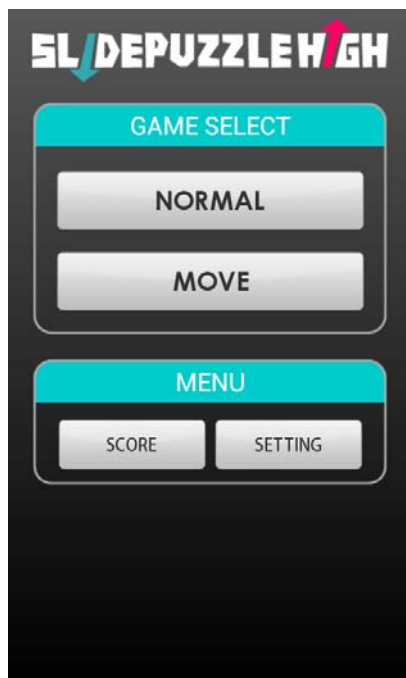 SLIDEPUZZLEHIGH
GAME SELECT
NORMAL
MOVE
MENU
SCORE SETTING